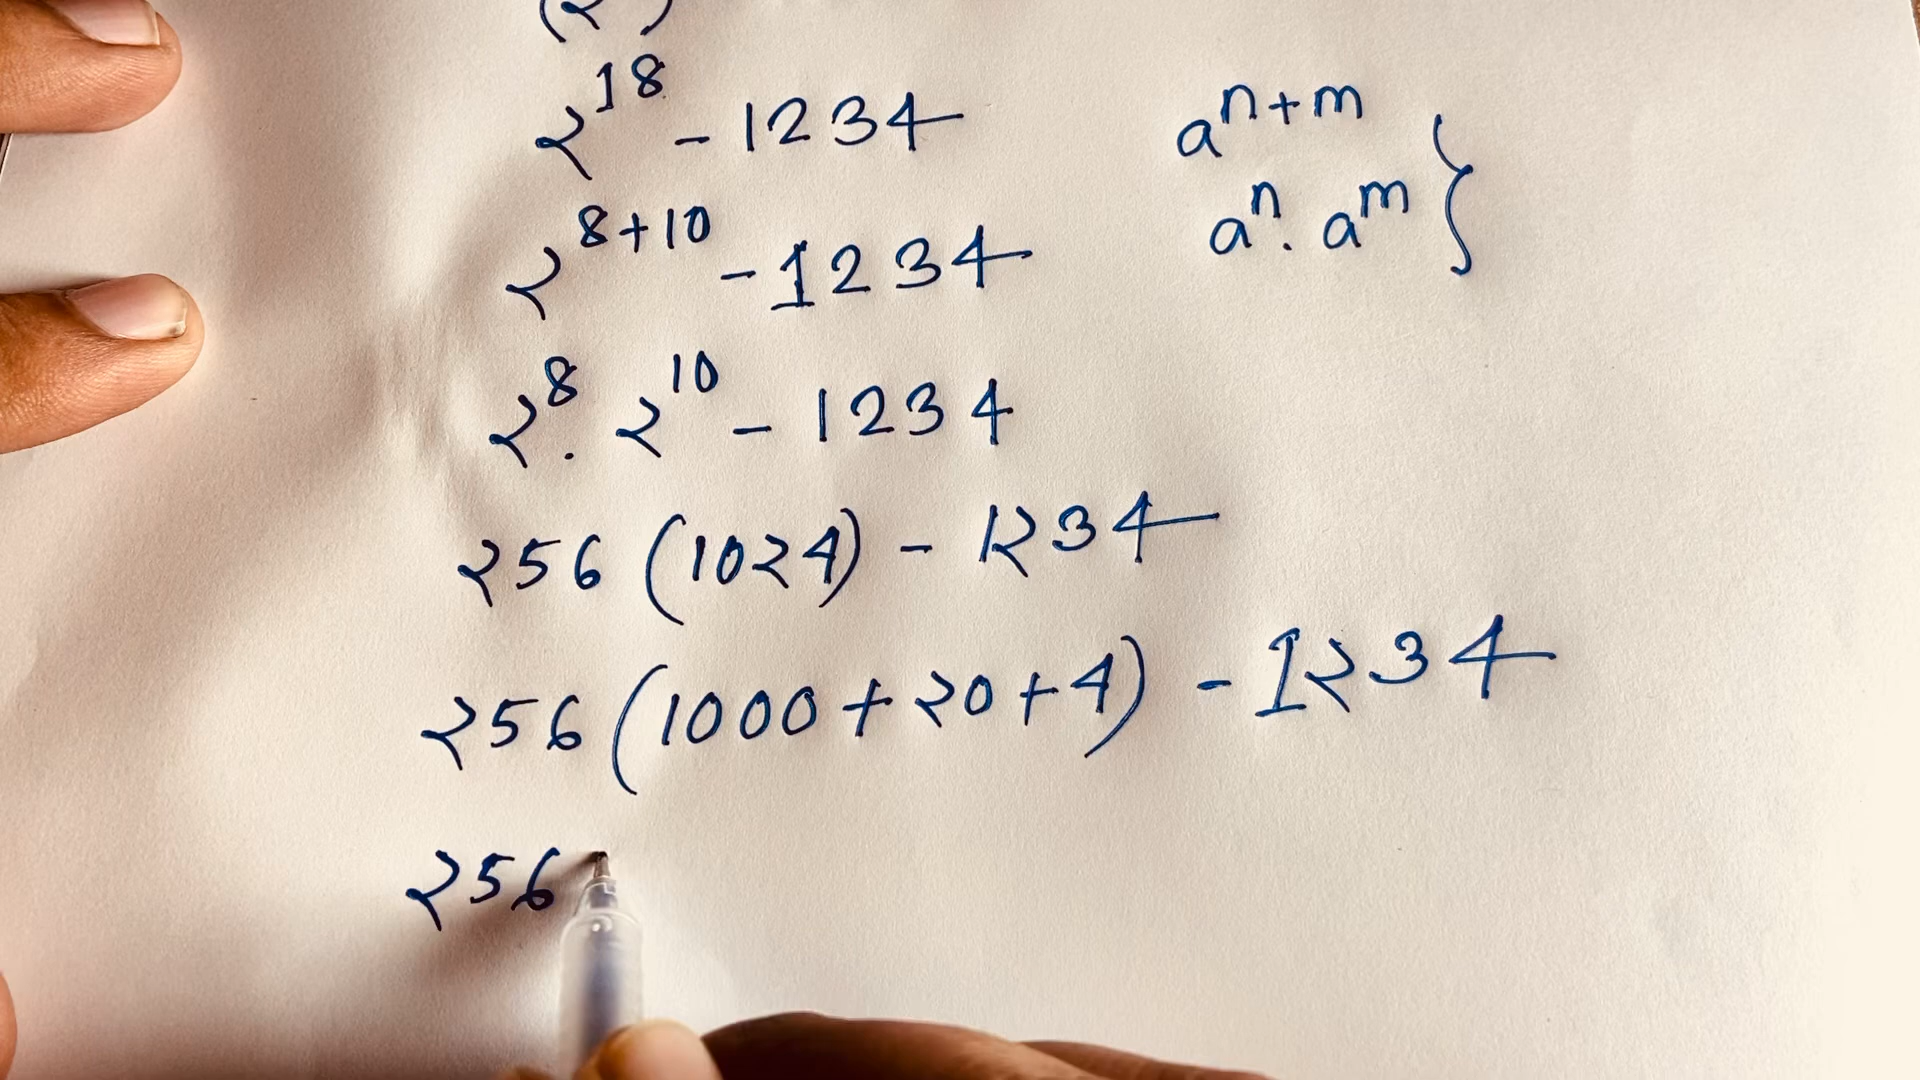 2^18 - 1234
a^n+m
2^8+10 - 1234
a^n . a^m }
2^8 . 2^10 - 1234
256 (1024) - 1234
256 (1000 + 20 + 4) - 1234
256